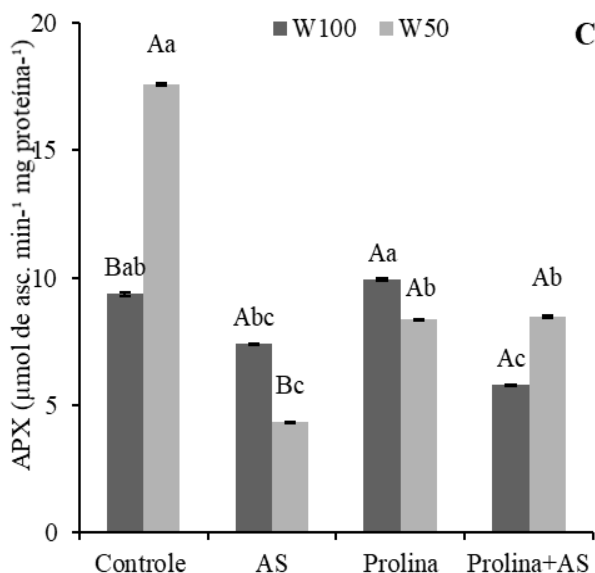 APX (µmol de asc. min-¹ mg proteína-¹)
20
15
10
5
0
W100 W50
C
Aa
Bab
Abc
Bc
Aa
Ab
Ac
Ab
Controle AS Prolina Prolina+AS